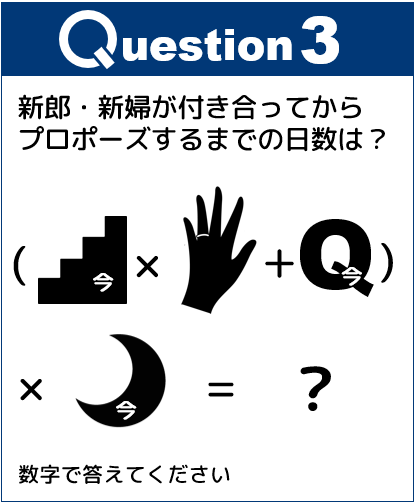 Question 3
新郎・新婦が付き合ってから
プロポーズするまでの日数は？
( 今 × + Q今 )
× 今 = ?
数字で答えてください